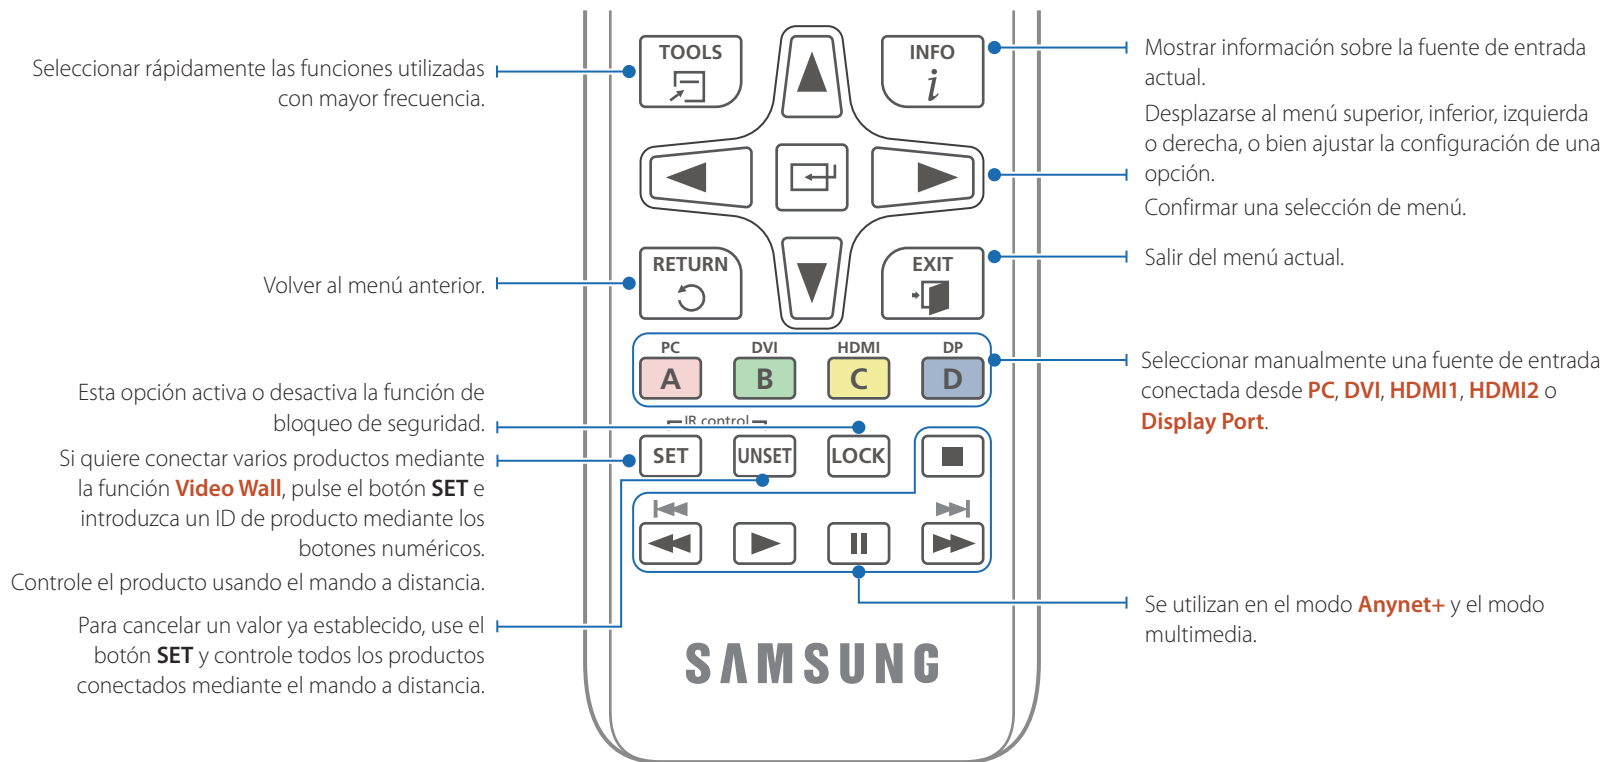 Seleccionar rápidamente las funciones utilizadas
con mayor frecuencia.
Volver al menú anterior.
Esta opción activa o desactiva la función de
bloqueo de seguridad.
Si quiere conectar varios productos mediante
la función Video Wall, pulse el botón SET e
introduzca un ID de producto mediante los
botones numéricos.
Controle el producto usando el mando a distancia.
Para cancelar un valor ya establecido, use el
botón SET y controle todos los productos
conectados mediante el mando a distancia.
TOOLS
INFO
i
RETURN
EXIT
PC DVI HDMI DP
A B C D
IR control
SET UNSET LOCK
SAMSUNG
Mostrar información sobre la fuente de entrada
actual.
Desplazarse al menú superior, inferior, izquierda
o derecha, o bien ajustar la configuración de una
opción.
Confirmar una selección de menú.
Salir del menú actual.
Seleccionar manualmente una fuente de entrada
conectada desde PC, DVI, HDMI1, HDMI2 o
Display Port.
Se utilizan en el modo Anynet+ y el modo
multimedia.